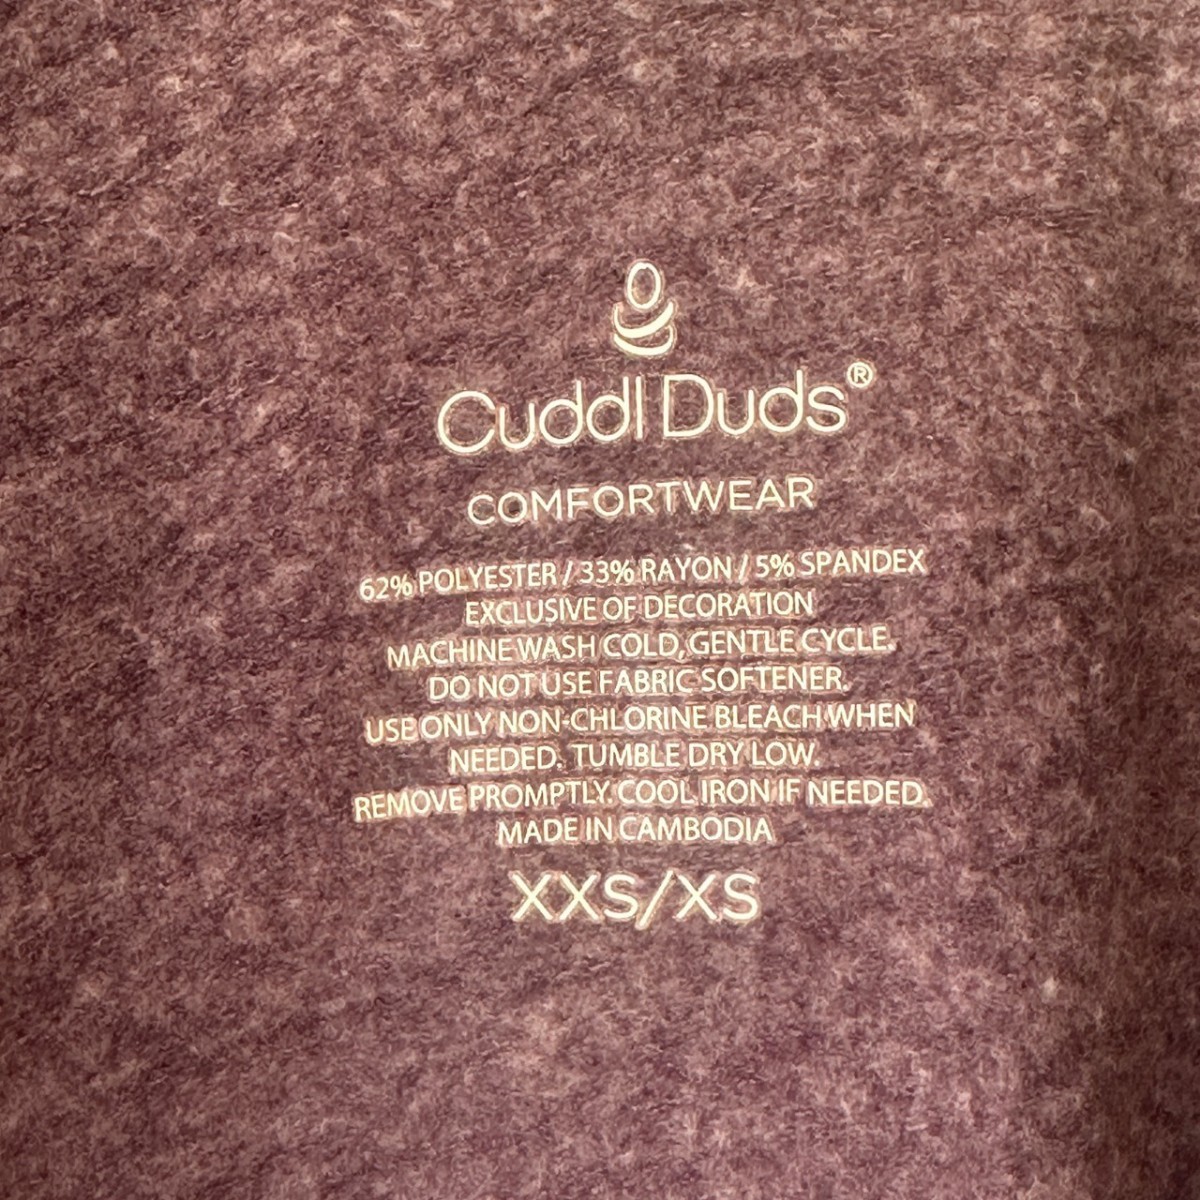 Cuddl Duds®
COMFORTWEAR
62% POLYESTER / 33% RAYON / 5% SPANDEX
EXCLUSIVE OF DECORATION
MACHINE WASH COLD, GENTLE CYCLE.
DO NOT USE FABRIC SOFTENER.
USE ONLY NON-CHLORINE BLEACH WHEN
NEEDED. TUMBLE DRY LOW.
REMOVE PROMPTLY. COOL IRON IF NEEDED.
MADE IN CAMBODIA
XXS/XS